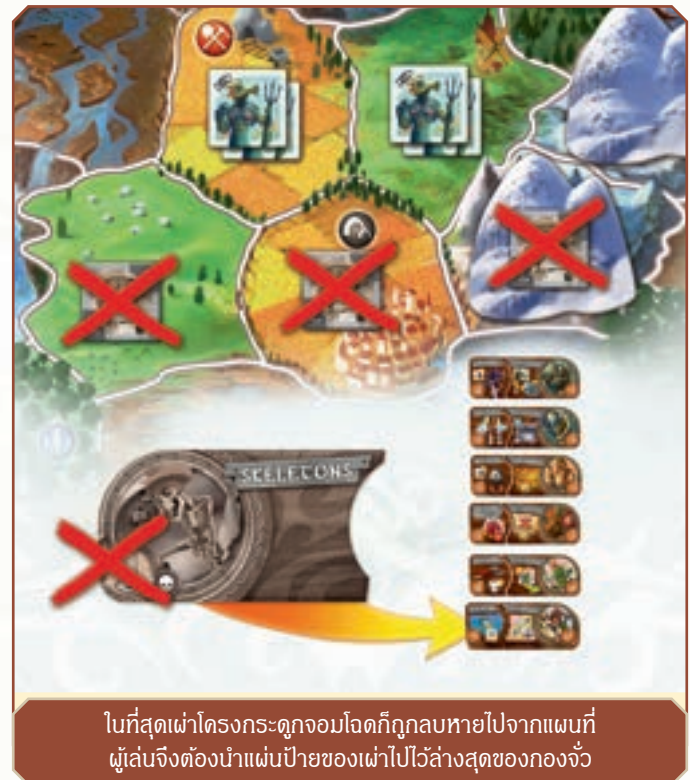 SKELETONS
ในที่สุดเผ่าโครงกระดูกจอมโฉดก็ถูกลบหายไปจากแผนที่
ผู้เล่นจึงต้องนำแผ่นป้ายของเผ่าไปไว้ล่างสุดของกองจั่ว